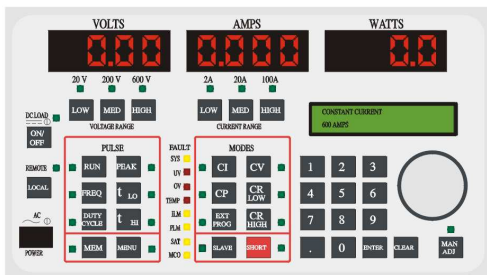 VOLTS AMPS WATTS
0.00 0.000 0.0
20 V 200 V 600 V 2A 20A 100A
LOW MED HIGH LOW MED HIGH
VOLTAGE RANGE CURRENT RANGE
CONSTANT CURRENT
600 AMPS
DC LOAD
ON/
OFF
REMOTE
LOCAL
AC
POWER
PULSE
RUN PEAK
FREQ t LO
DUTY
CYCLE t HI
MEM MENU
FAULT
SYS
UV
OV
TEMP
ILM
PLM
SAT
MCO
MODES
CI CV
CP CR
LOW
EXT
PROG CR
HIGH
SLAVE SHORT
1 2 3
4 5 6
7 8 9
. 0 ENTER CLEAR
MAN
ADJ